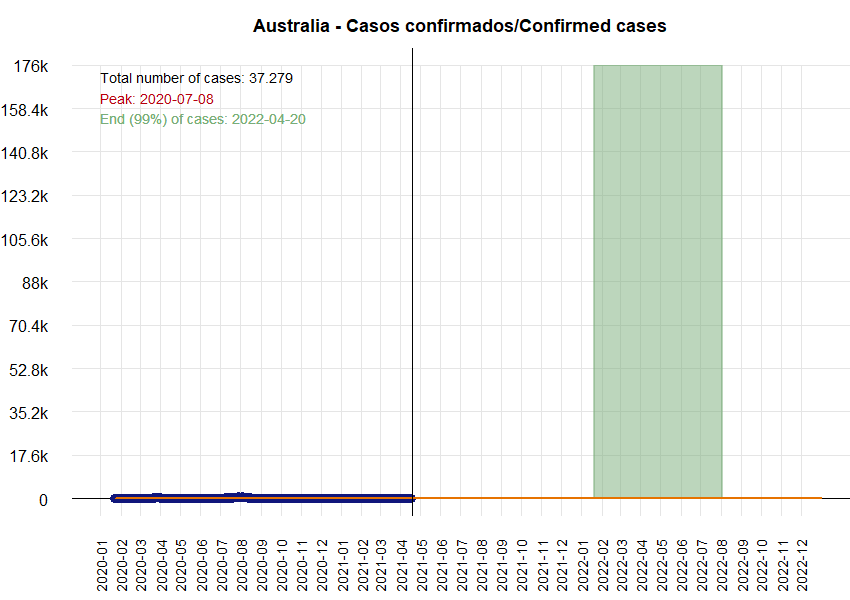 Australia - Casos confirmados/Confirmed cases
Total number of cases: 37.279
Peak: 2020-07-08
End (99%) of cases: 2022-04-20
176k
158.4k
140.8k
123.2k
105.6k
88k
70.4k
52.8k
35.2k
17.6k
0
2020-01
2020-02
2020-03
2020-04
2020-05
2020-06
2020-07
2020-08
2020-09
2020-10
2020-11
2020-12
2021-01
2021-02
2021-03
2021-04
2021-05
2021-06
2021-07
2021-08
2021-09
2021-10
2021-11
2021-12
2022-01
2022-02
2022-03
2022-04
2022-05
2022-06
2022-07
2022-08
2022-09
2022-10
2022-11
2022-12